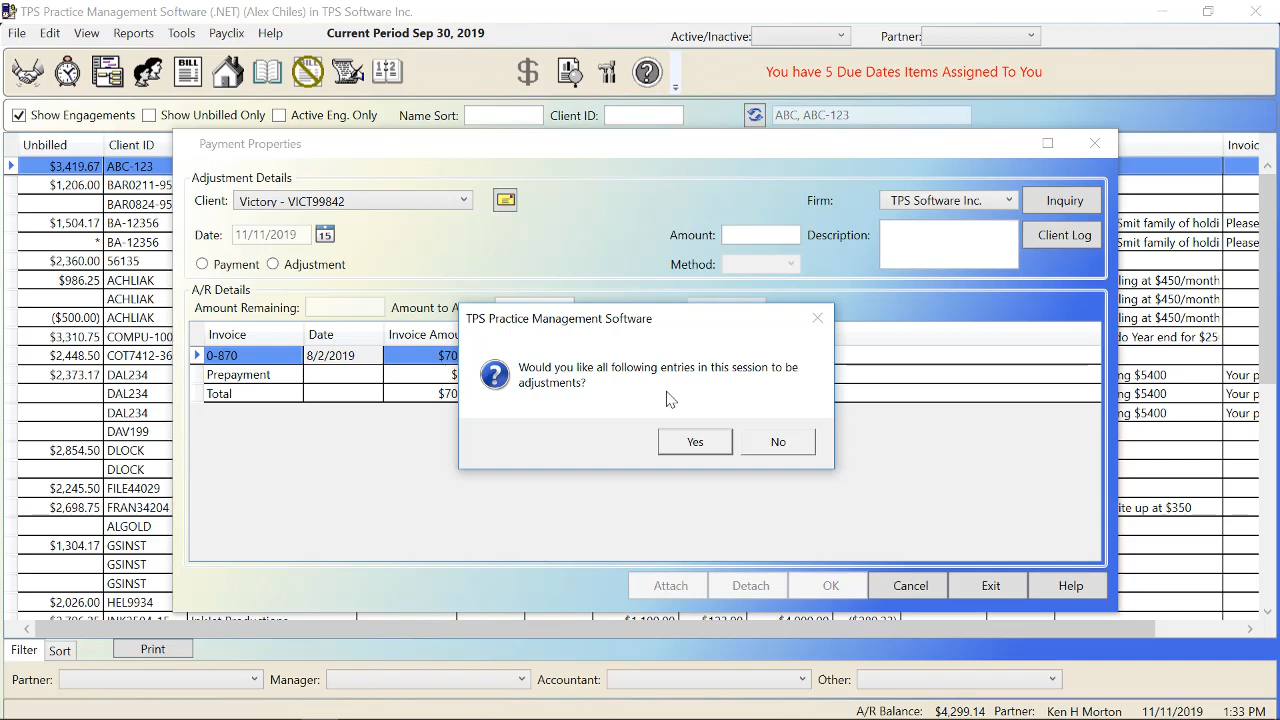 TPS Practice Management Software (.NET) (Alex Chiles) in TPS Software Inc.
File Edit View Reports Tools Payclix Help Current Period Sep 30, 2019 Active/Inactive: Partner:
BILL You have 5 Due Dates Items Assigned To You
Show Engagements Show Unbilled Only Active Eng. Only Name Sort: Client ID: ABC, ABC-123
Unbilled Client ID Invoic
$3,419.67 ABC-123
$1,206.00 BAR0211-95
BAR0824-95
$1,504.17 BA-12356 Smit family of holdi Please
* BA-12356 Smit family of holdi Please
$2,360.00 56135
$986.25 ACHLIAK ling at $450/month
ACHLIAK ling at $450/month
($500.00) ACHLIAK ling at $450/month
$3,310.75 COMPU-100 do Year end for $25
$2,448.50 COT7412-36
$2,373.17 DAL234 ng $5400 Your p
DAL234 ng $5400 Your p
DAL234 ng $5400 Your p
DAV199
$2,854.50 DLOCK
DLOCK
$2,245.50 FILE44029
$2,698.75 FRAN34204 ite up at $350
ALGOLD
$1,304.17 GSINST
GSINST
GSINST
$2,026.00 HEL9934
Payment Properties
Adjustment Details
Client: Victory - VICT99842 Firm: TPS Software Inc. Inquiry
Date: 11/11/2019 15 Amount: Description: Client Log
Payment Adjustment Method:
A/R Details
Amount Remaining: Amount to A
Invoice Date Invoice Amou
0-870 8/2/2019 $70
Prepayment $
Total $70
TPS Practice Management Software
Would you like all following entries in this session to be
adjustments?
Yes No
Attach Detach OK Cancel Exit Help
Filter Sort Print
Partner: Manager: Accountant: Other:
A/R Balance: $4,299.14 Partner: Ken H Morton 11/11/2019 1:33 PM